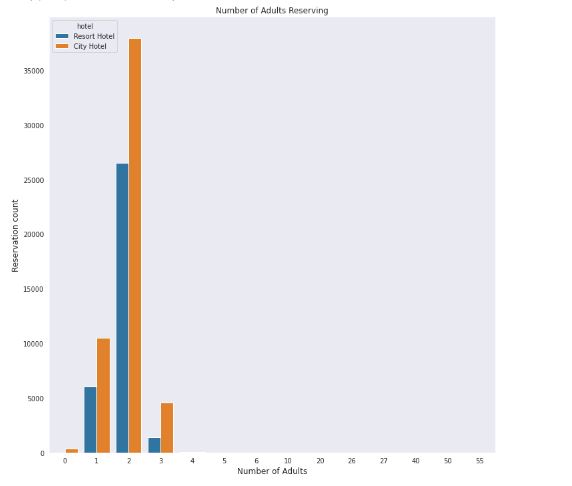 Number of Adults Reserving
hotel
Resort Hotel
City Hotel
35000
30000
25000
20000
15000
10000
5000
0
Reservation count
0 1 2 3 4 5 6 10 20 26 27 40 50 55
Number of Adults